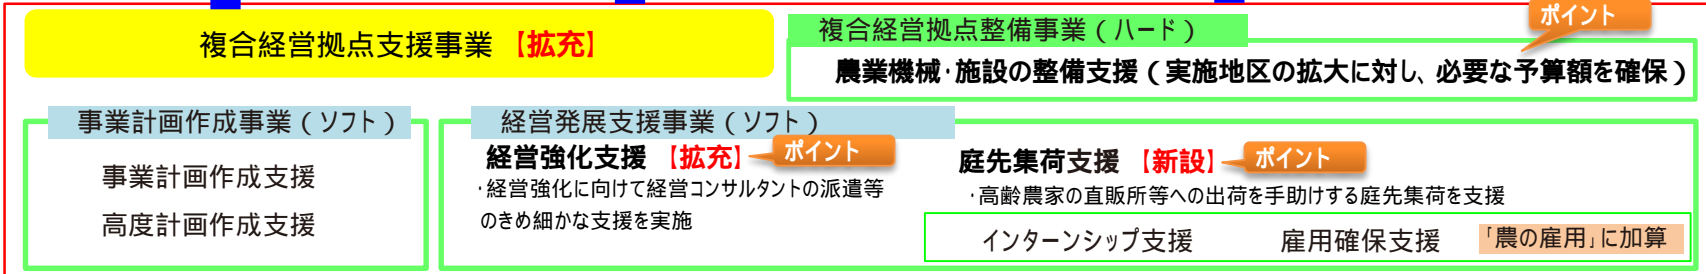 複合経営拠点支援事業 【拡充】
複合経営拠点整備事業(ハード)
ポイント
農業機械・施設の整備支援(実施地区の拡大に対し、必要な予算額を確保)
事業計画作成事業(ソフト)
事業計画作成支援
高度計画作成支援
経営発展支援事業(ソフト)
経営強化支援 【拡充】
ポイント
・経営強化に向けて経営コンサルタントの派遣等
のきめ細かな支援を実施
庭先集荷支援 【新設】
ポイント
・高齢農家の直販所等への出荷を手助けする庭先集荷を支援
インターンシップ支援 雇用確保支援 「農の雇用」に加算